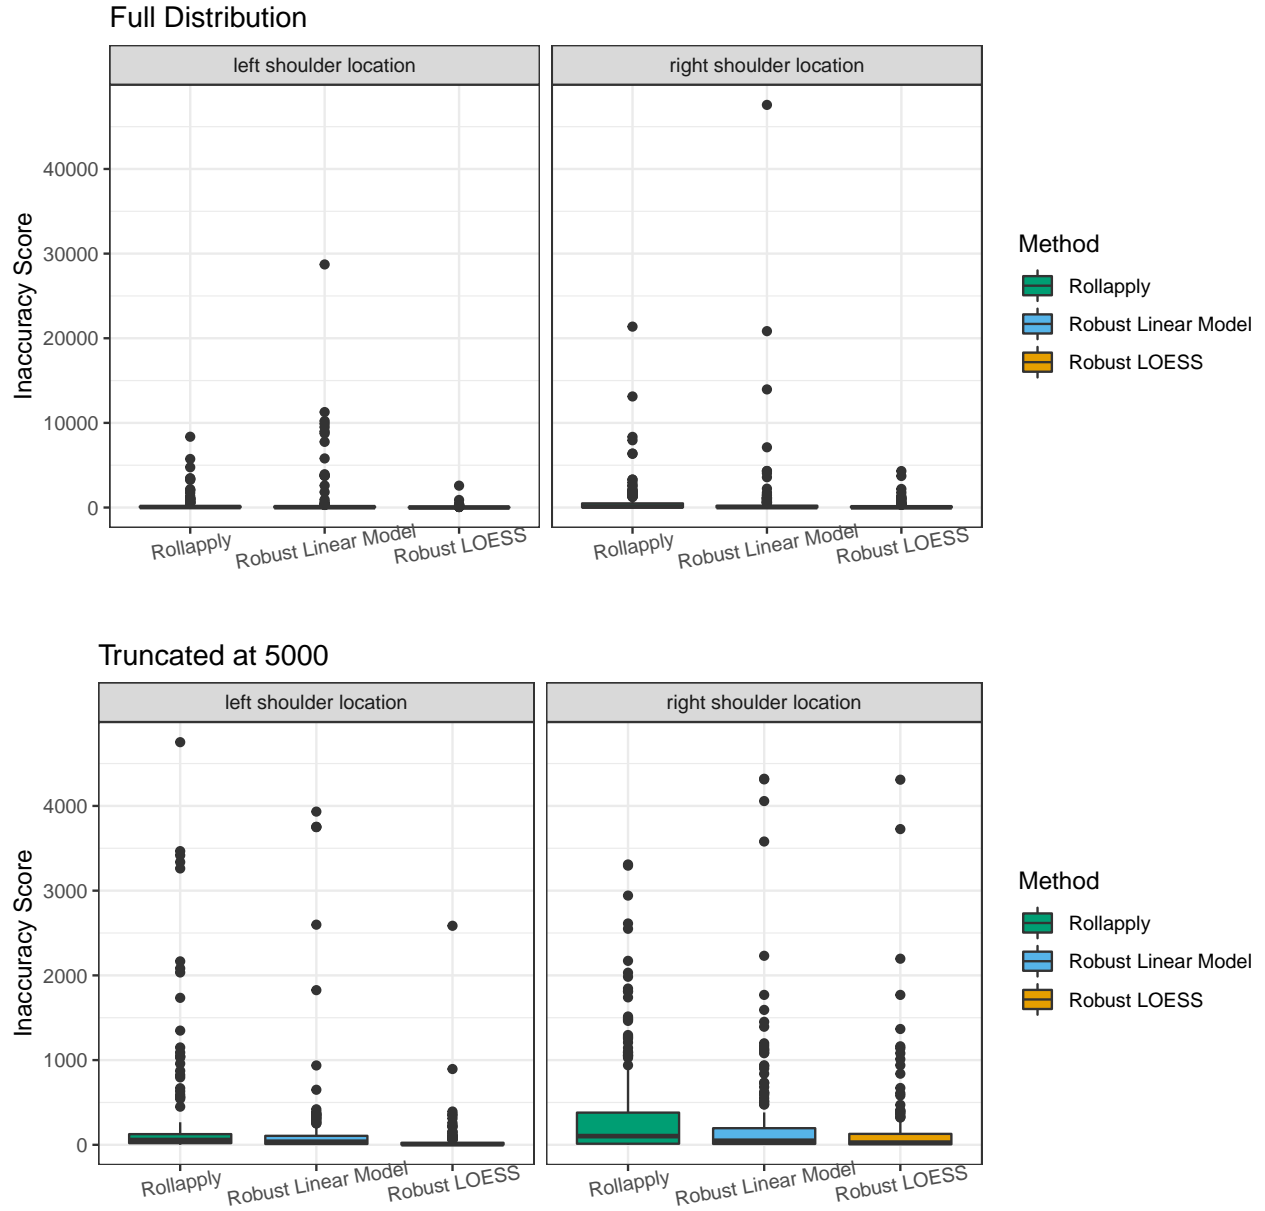 Full Distribution
left shoulder location
right shoulder location
Inaccuracy Score
40000
30000
20000
10000
0
Rollapply
Robust Linear Model
Robust LOESS
Rollapply
Robust Linear Model
Robust LOESS
Method
Rollapply
Robust Linear Model
Robust LOESS
Truncated at 5000
left shoulder location
right shoulder location
Inaccuracy Score
4000
3000
2000
1000
0
Rollapply
Robust Linear Model
Robust LOESS
Rollapply
Robust Linear Model
Robust LOESS
Method
Rollapply
Robust Linear Model
Robust LOESS